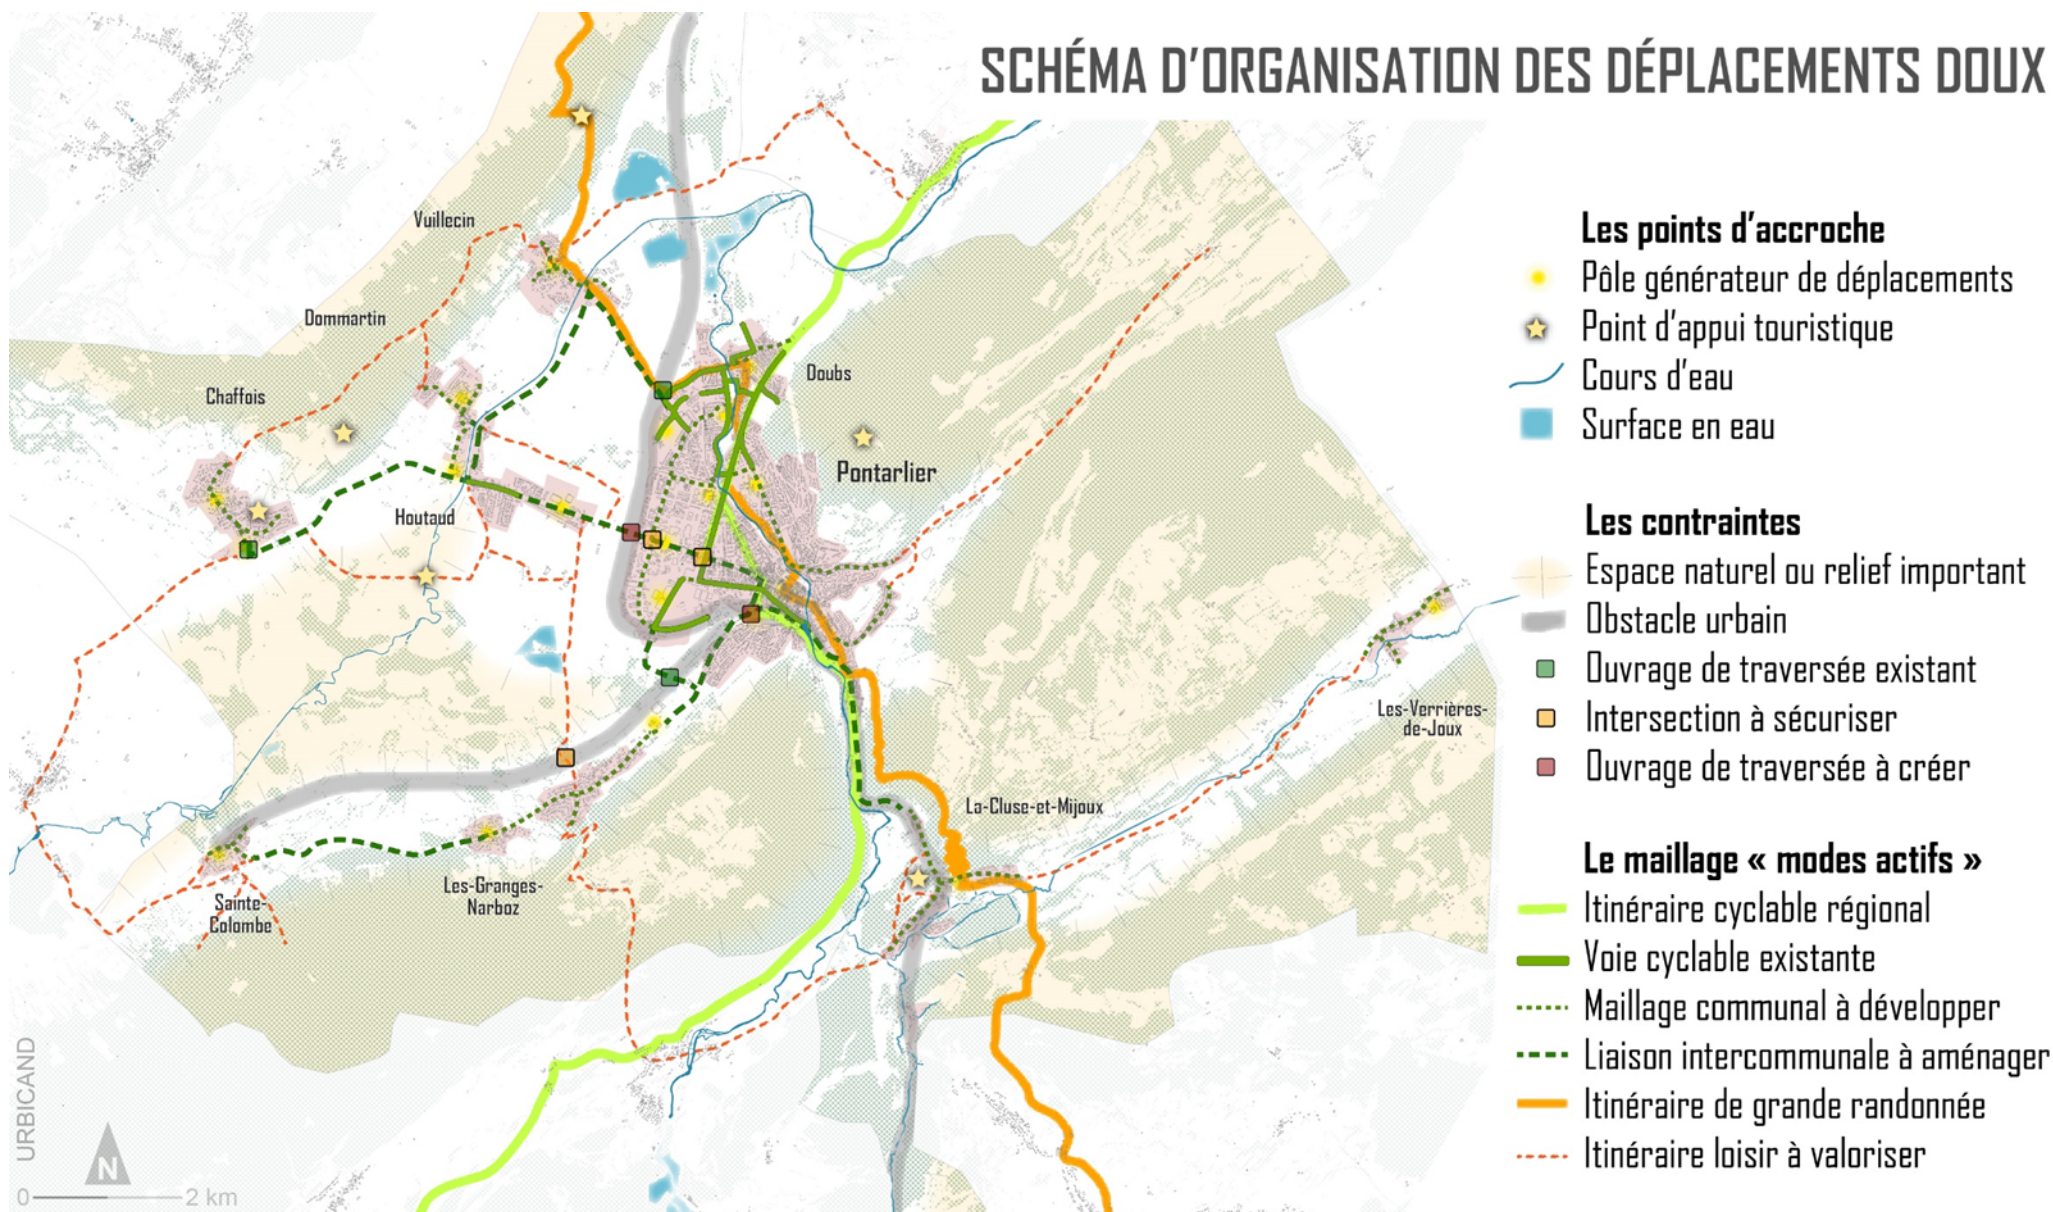 SCHÉMA D'ORGANISATION DES DÉPLACEMENTS DOUX
Vuillecin
Dommartin
Chaffois
Doubs
Pontarlier
Houtaud
Les-Verrières-
de-Joux
La-Cluse-et-Mijoux
Les-Granges-
Narboz
Sainte-
Colombe
Les points d'accroche
Pôle générateur de déplacements
Point d'appui touristique
Cours d'eau
Surface en eau
Les contraintes
Espace naturel ou relief important
Obstacle urbain
Ouvrage de traversée existant
Intersection à sécuriser
Ouvrage de traversée à créer
Le maillage « modes actifs »
Itinéraire cyclable régional
Voie cyclable existante
Maillage communal à développer
Liaison intercommunale à aménager
Itinéraire de grande randonnée
Itinéraire loisir à valoriser
URBICAND
N
0 2 km